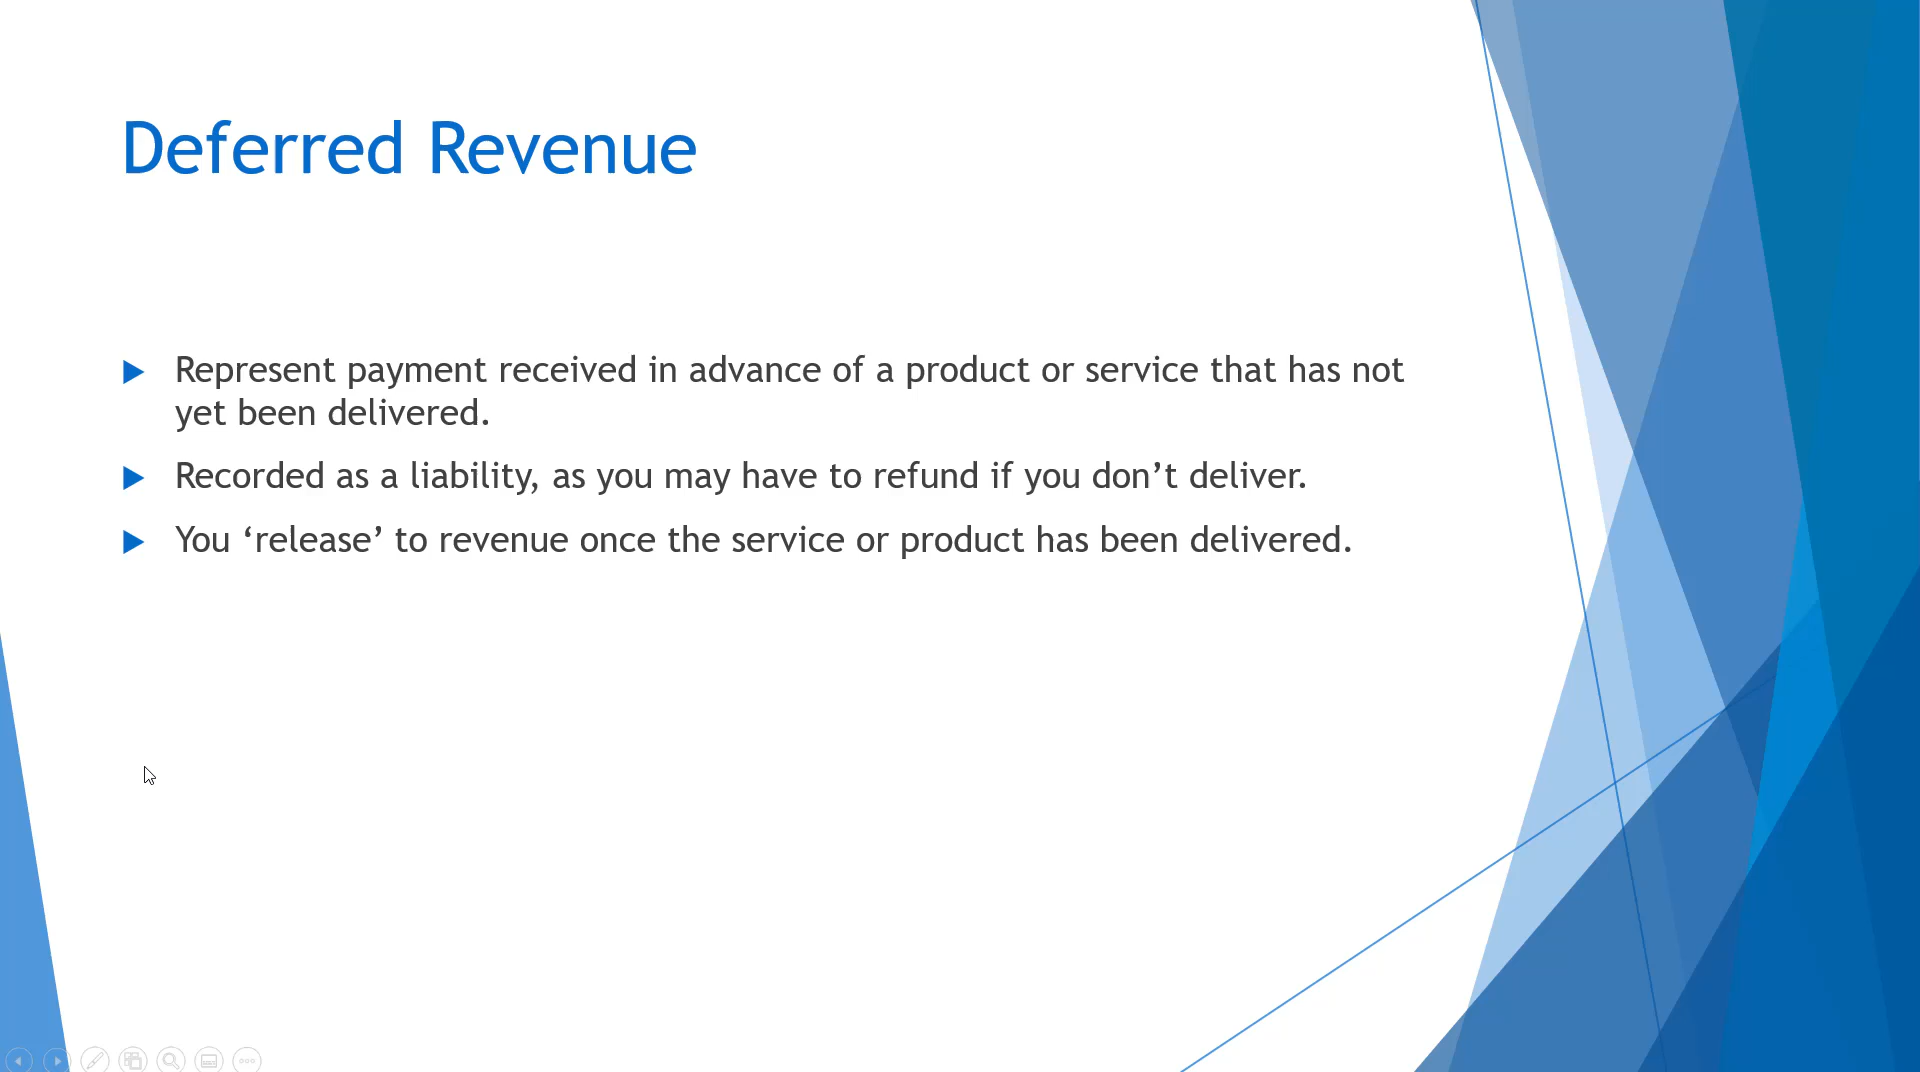 Deferred Revenue
Represent payment received in advance of a product or service that has not
yet been delivered.
Recorded as a liability, as you may have to refund if you don’t deliver.
You ‘release’ to revenue once the service or product has been delivered.